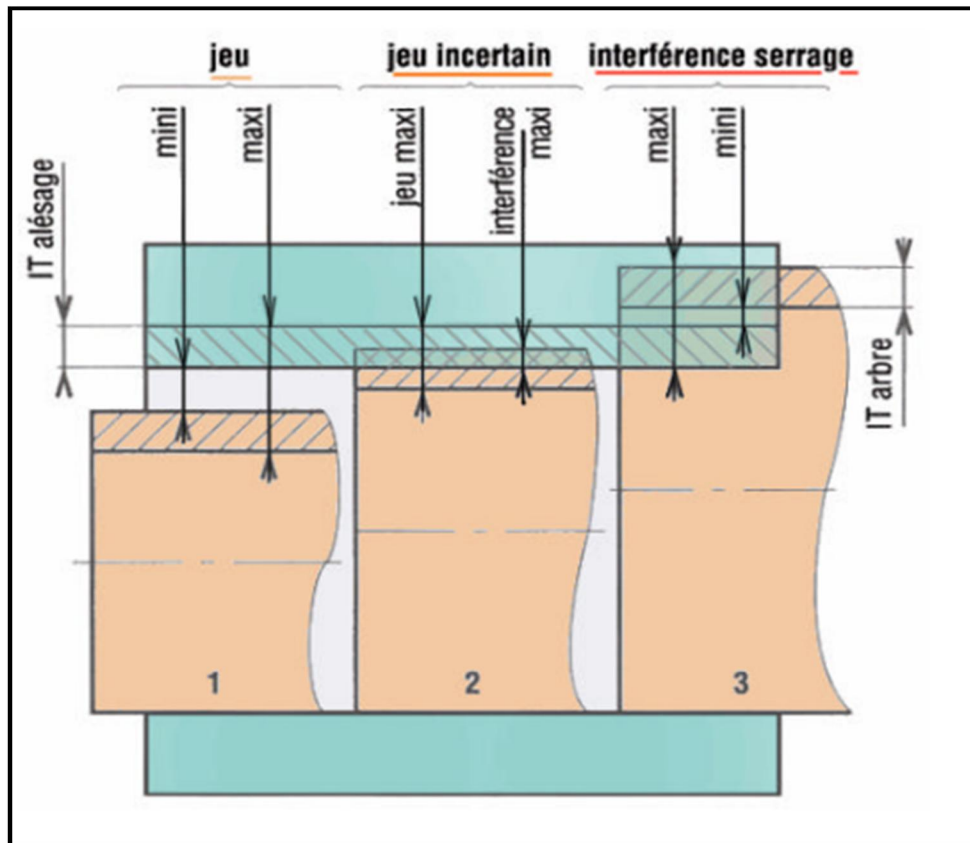 jeu
jeu incertain
interférence serrage
mini
maxi
jeu maxi
interférence
maxi
maxi
mini
IT alésage
IT arbre
1
2
3